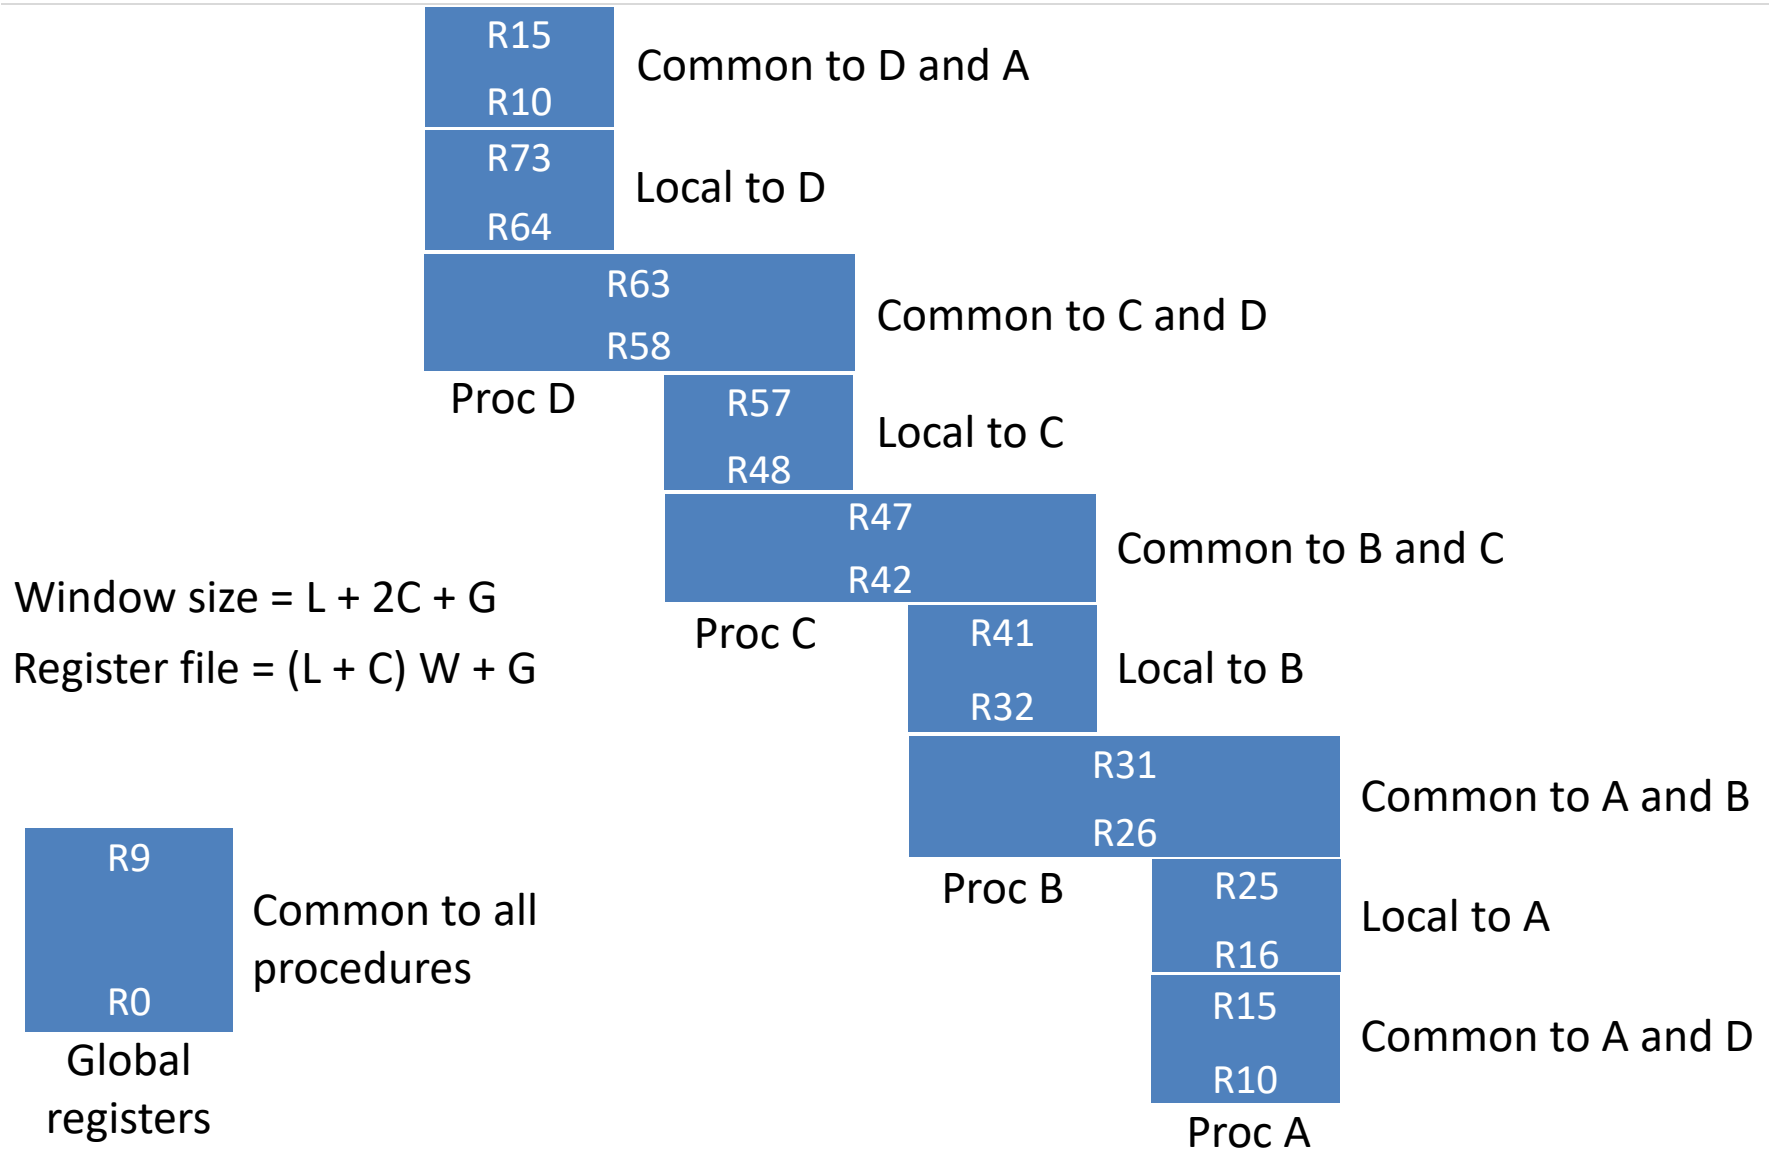 R15
Common to D and A
R10
R73
Local to D
R64
R63
Common to C and D
R58
Proc D
R57
Local to C
R48
R47
Common to B and C
R42
Window size = L + 2C + G
Proc C
R41
Register file = (L + C) W + G
Local to B
R32
R31
Common to A and B
R26
R9
Proc B
R25
Common to all
Local to A
R16
procedures
R0
R15
Common to A and D
Global
R10
registers
Proc A